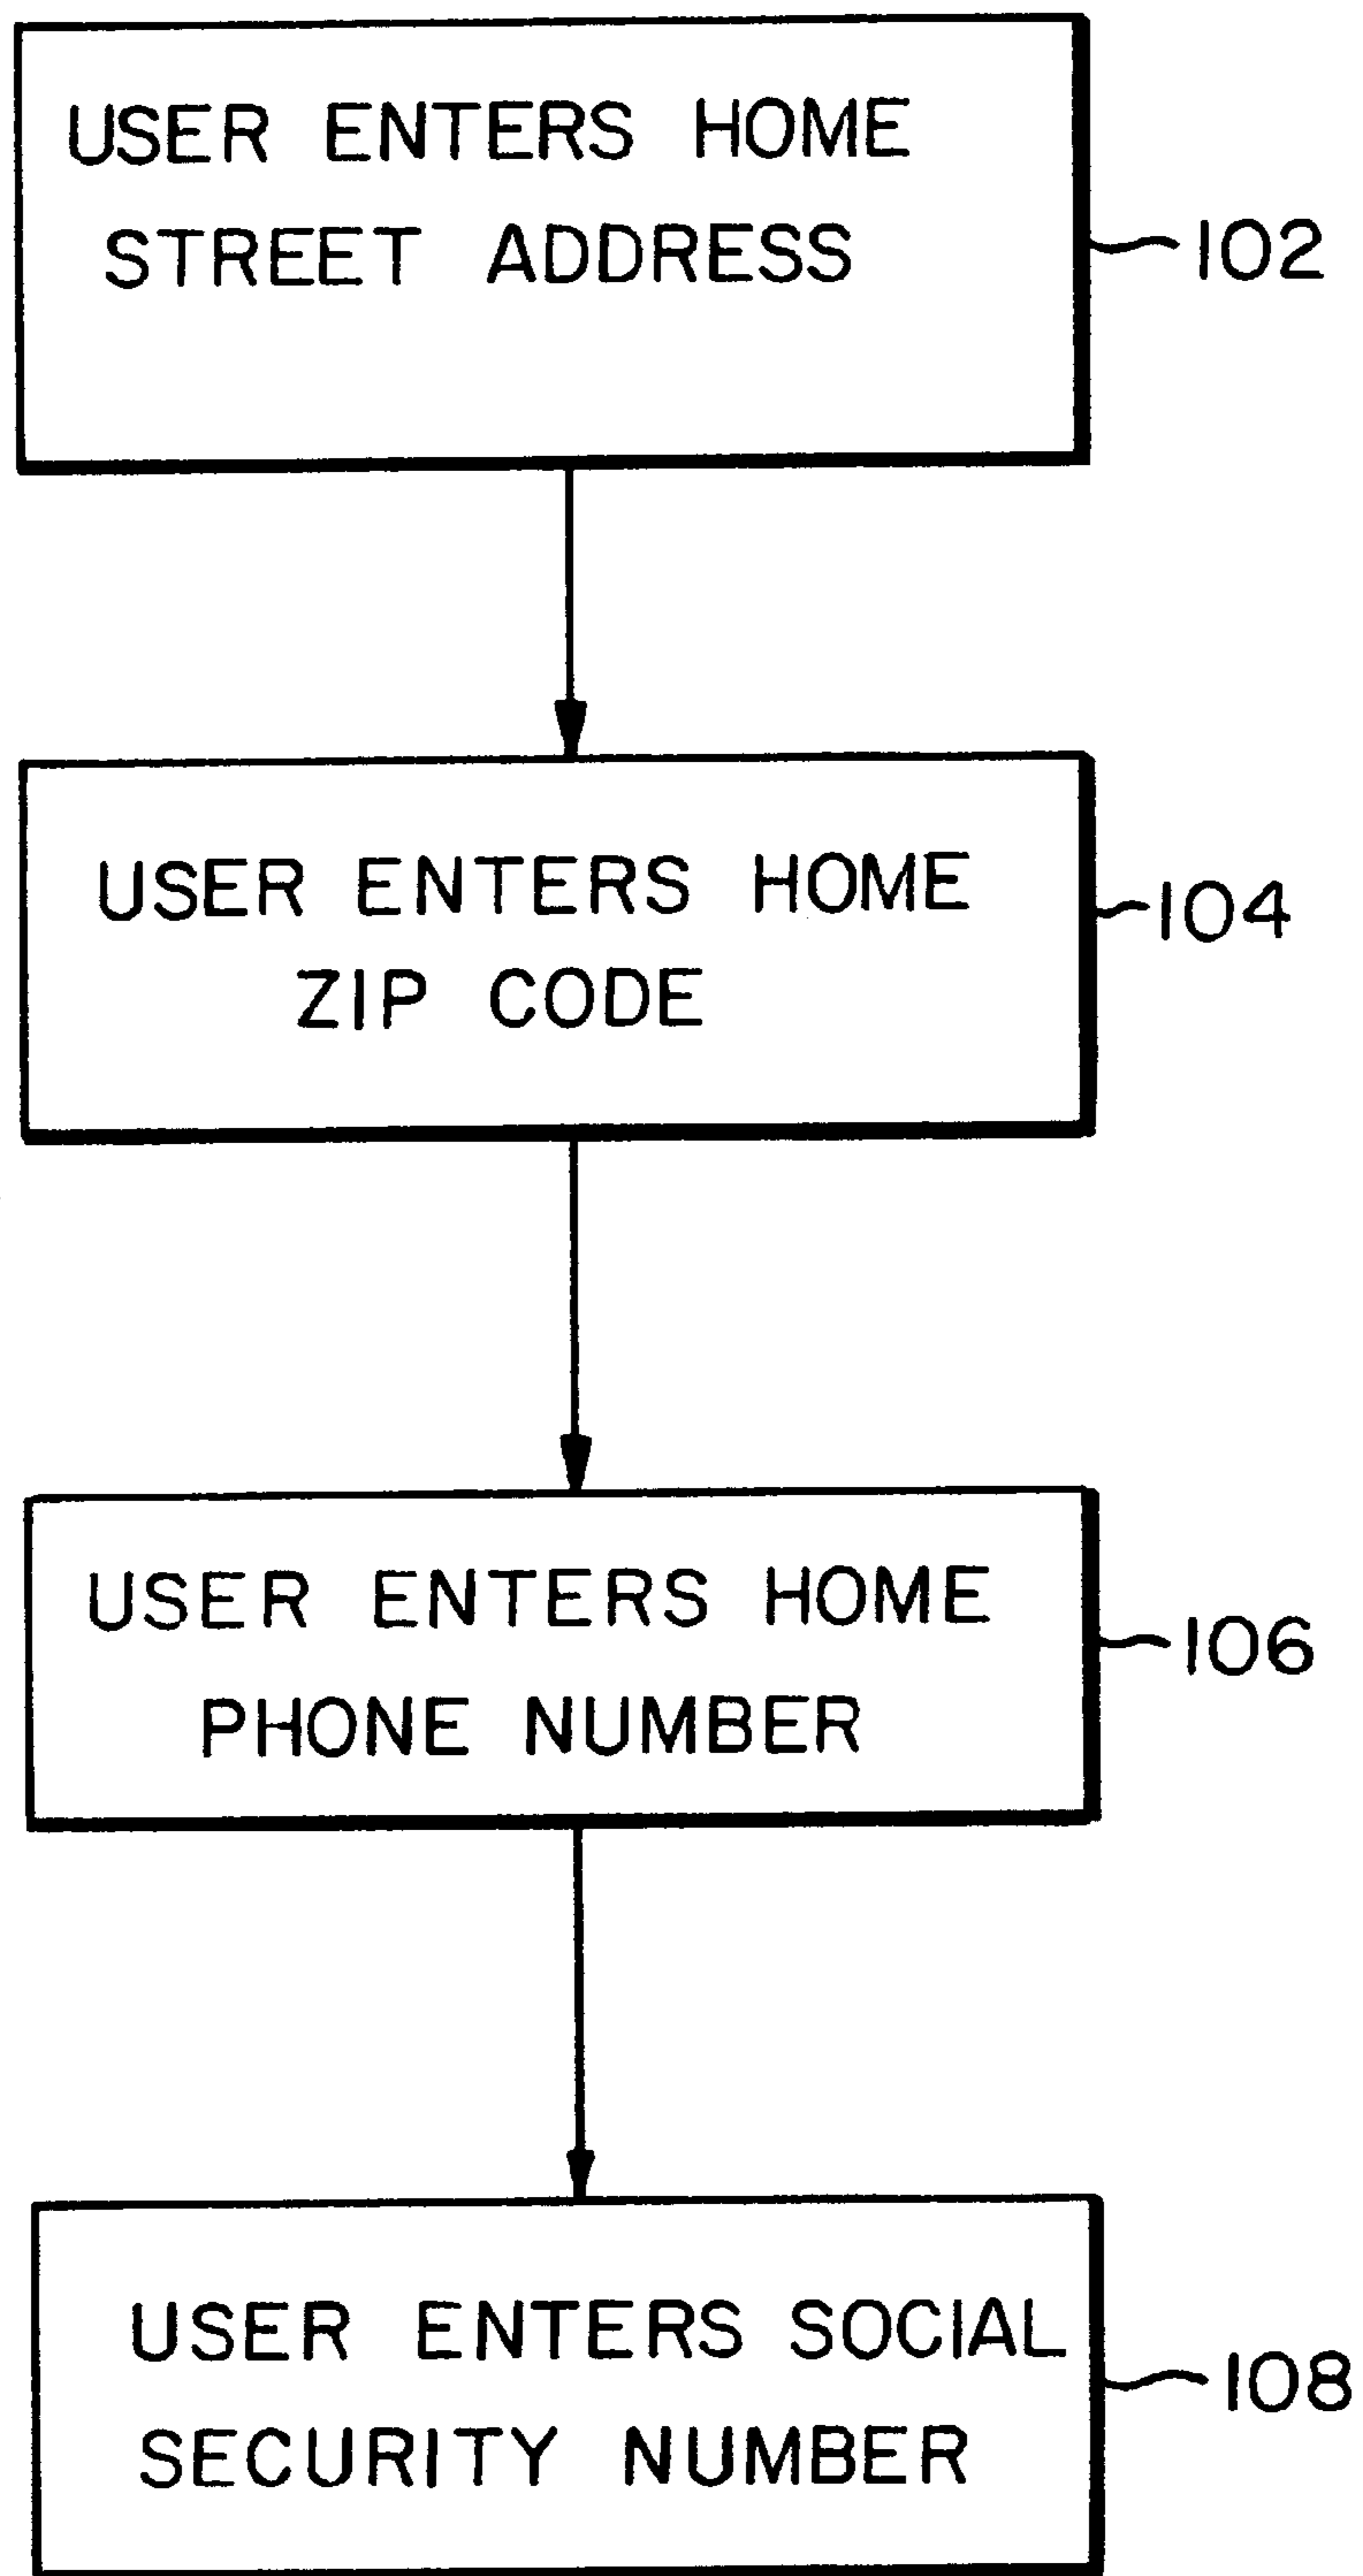 USER ENTERS HOME
STREET ADDRESS
102
USER ENTERS HOME
ZIP CODE
104
USER ENTERS HOME
PHONE NUMBER
106
USER ENTERS SOCIAL
SECURITY NUMBER
108